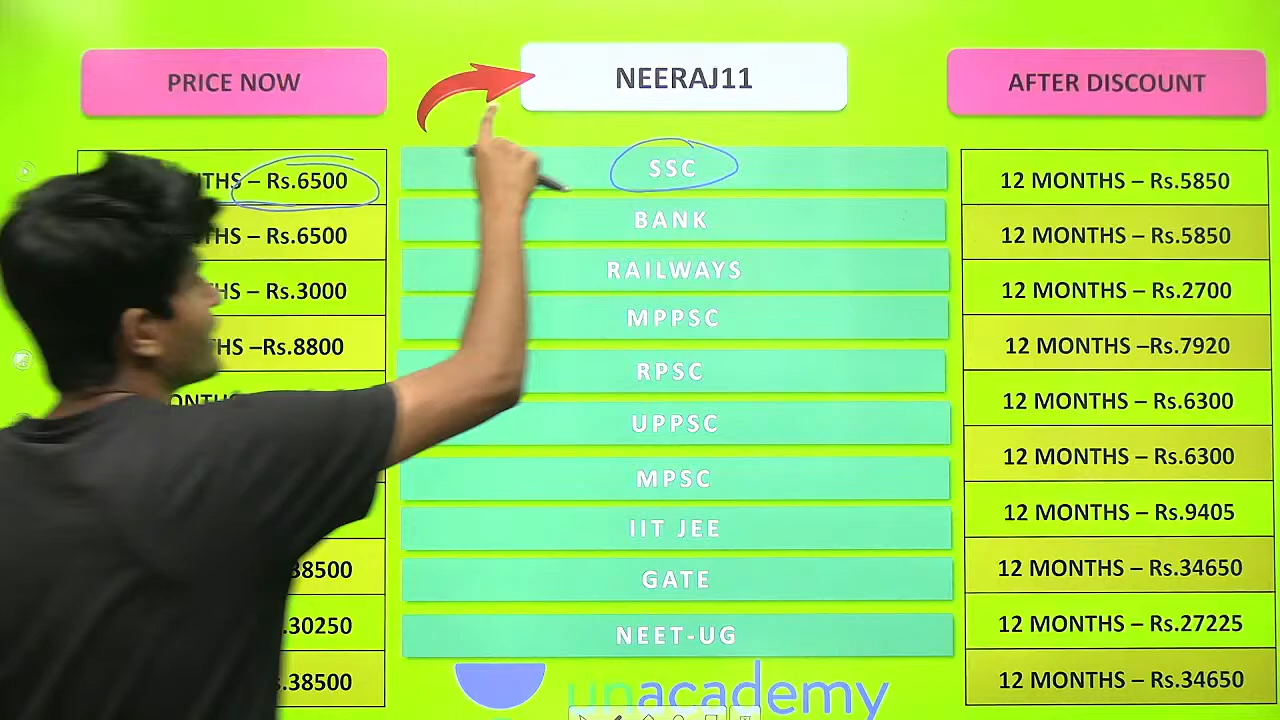 PRICE NOW
NEERAJ11
AFTER DISCOUNT
THS – Rs.6500
SSC
12 MONTHS – Rs.5850
HS – Rs.6500
BANK
12 MONTHS – Rs.5850
HS – Rs.3000
RAILWAYS
12 MONTHS – Rs.2700
HS –Rs.8800
MPPSC
12 MONTHS –Rs.7920
RPSC
12 MONTHS – Rs.6300
UPPSC
12 MONTHS – Rs.6300
MPSC
12 MONTHS – Rs.9405
38500
IIT JEE
12 MONTHS – Rs.34650
.30250
GATE
12 MONTHS – Rs.27225
.38500
NEET-UG
12 MONTHS – Rs.34650
unacademy